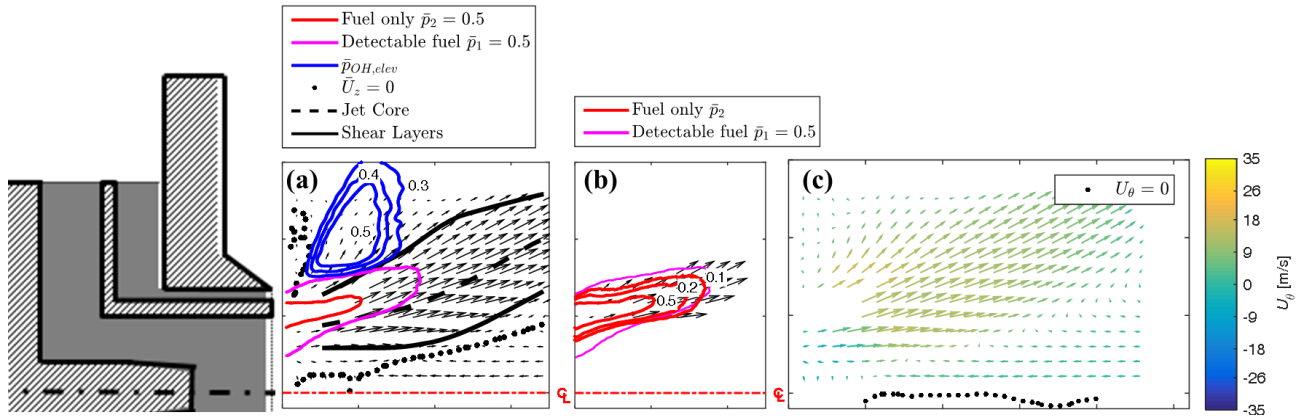 Fuel only p̄₂ = 0.5
Detectable fuel p̄₁ = 0.5
p̄_{OH,elev}
Ū_z = 0
Jet Core
Shear Layers
Fuel only p̄₂
Detectable fuel p̄₁ = 0.5
(a)
0.4
0.3
0.5
℄
(b)
0.1
0.2
0.5
℄
(c)
U_θ = 0
35
26
18
9
0
-9
-18
-26
-35
U_θ [m/s]